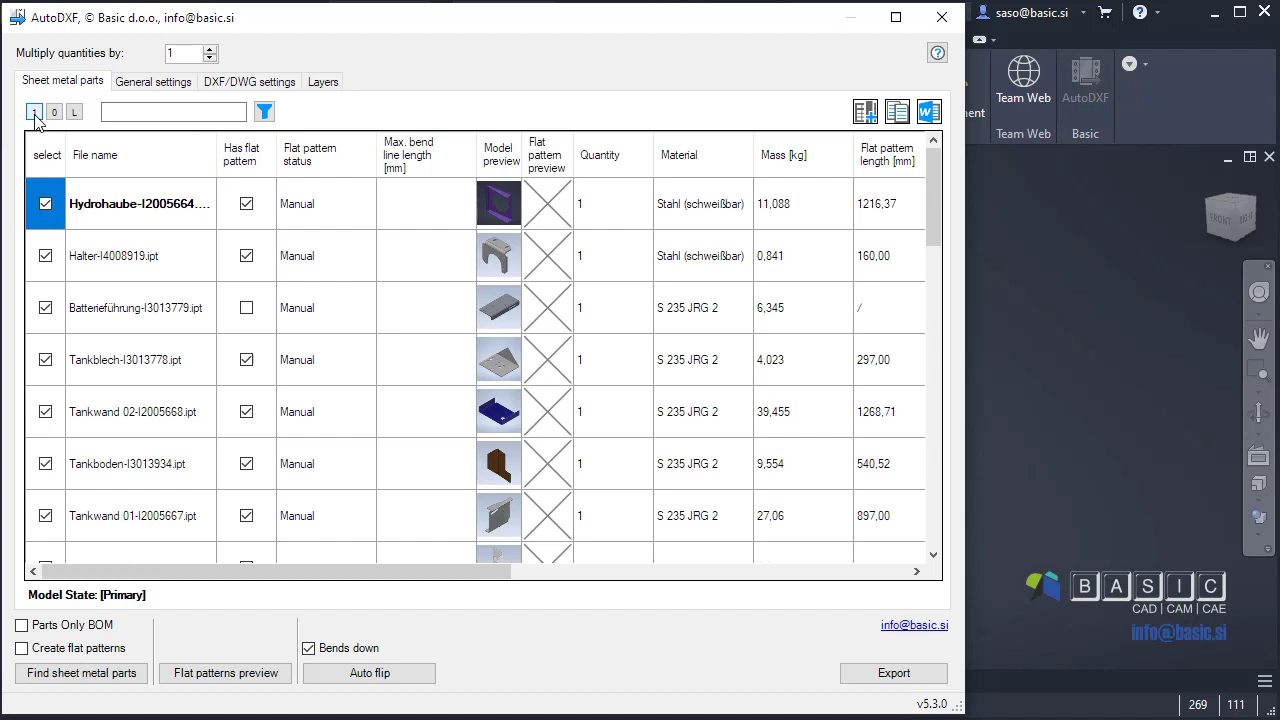 AutoDXF, © Basic d.o.o., info@basic.si
saso@basic.si
Multiply quantities by:
1
Sheet metal parts
General settings
DXF/DWG settings
Layers
1
0
L
Team Web
AutoDXF
Team Web
Basic
select
File name
Has flat pattern
Flat pattern status
Max. bend line length [mm]
Model preview
Flat pattern preview
Quantity
Material
Mass [kg]
Flat pattern length [mm]
Hydrohaube-I2005664....
Manual
1
Stahl (schweißbar)
11,088
1216,37
Halter-I4008919.ipt
Manual
1
Stahl (schweißbar)
0,841
160,00
Batterieführung-I3013779.ipt
Manual
1
S 235 JRG 2
6,345
/
Tankblech-I3013778.ipt
Manual
1
S 235 JRG 2
4,023
297,00
Tankwand 02-I2005668.ipt
Manual
1
S 235 JRG 2
39,455
1268,71
Tankboden-I3013934.ipt
Manual
1
S 235 JRG 2
9,554
540,52
Tankwand 01-I2005667.ipt
Manual
1
S 235 JRG 2
27,06
897,00
Model State: [Primary]
Parts Only BOM
Create flat patterns
Find sheet metal parts
Flat patterns preview
Bends down
Auto flip
info@basic.si
Export
v5.3.0
FRONT
BASIC
CAD | CAM | CAE
info@basic.si
269
111